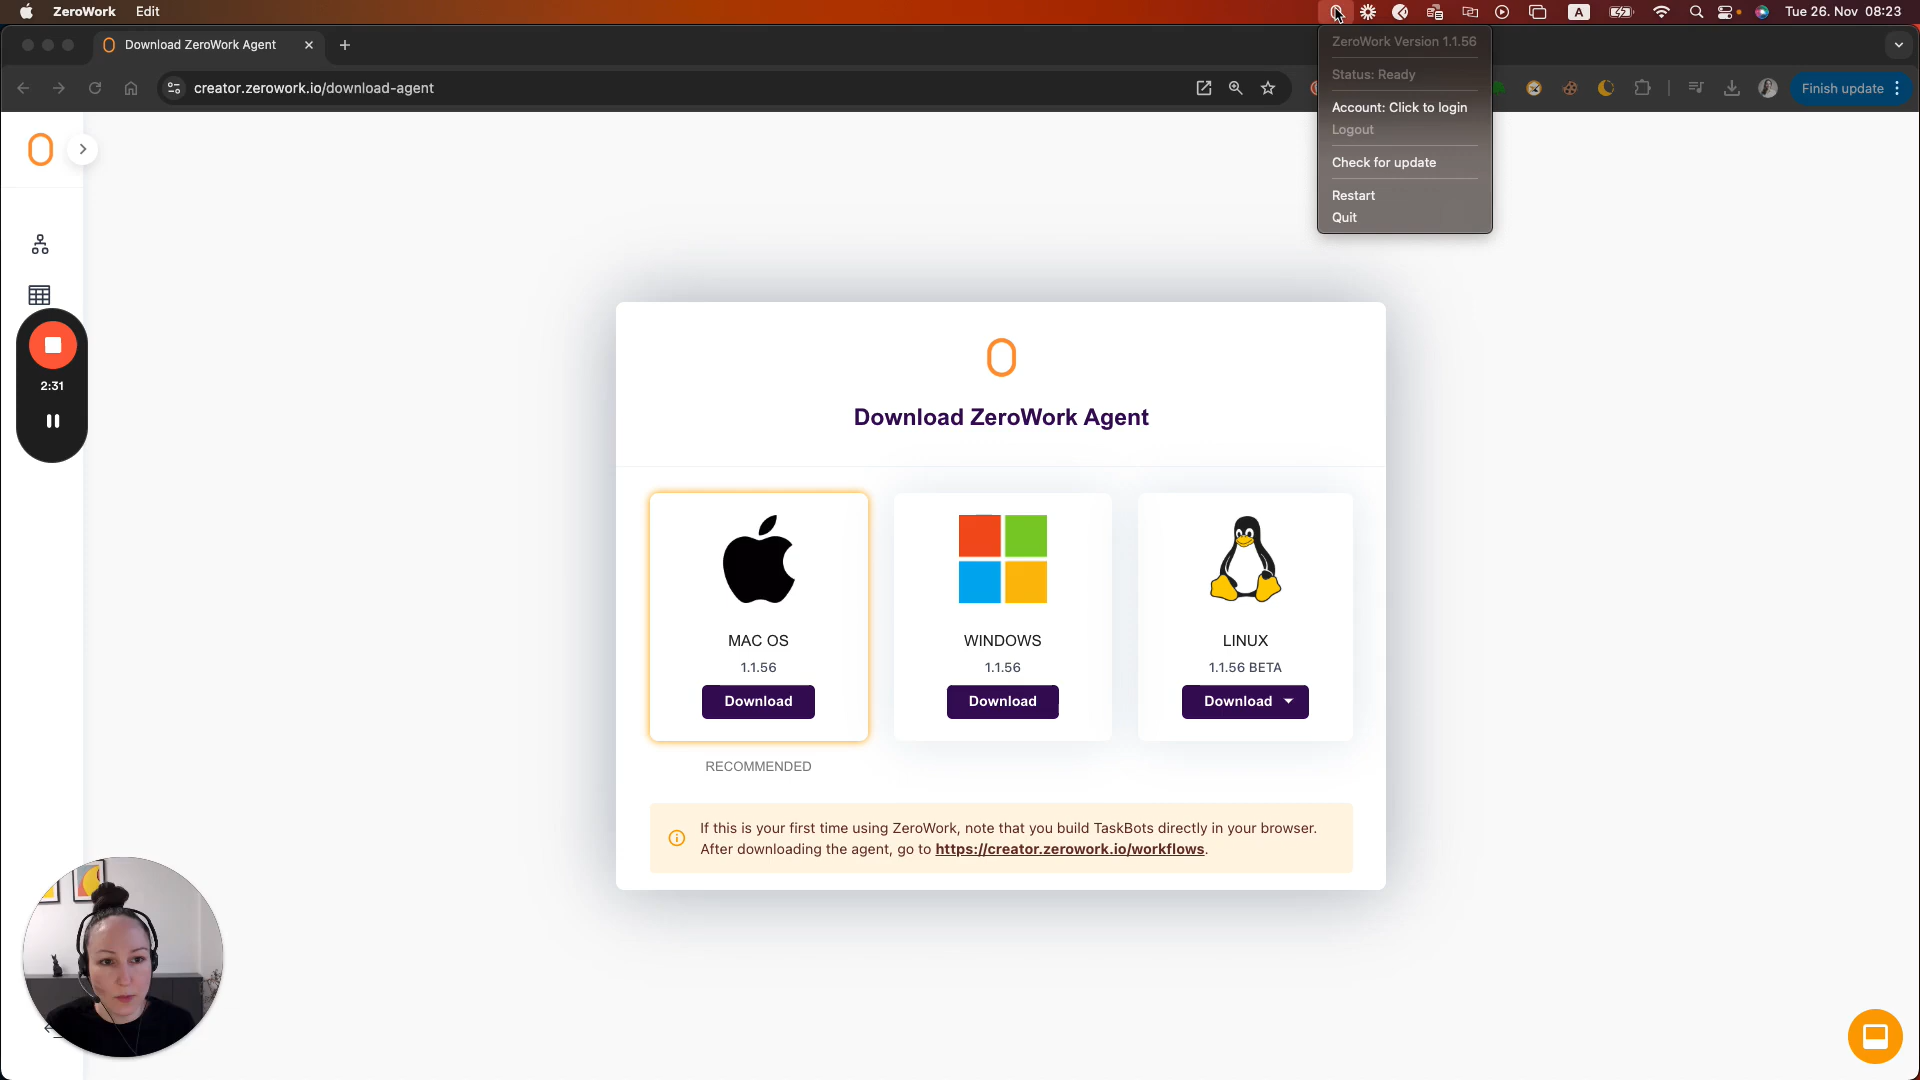 ZeroWork Edit
A Tue 26. Nov 08:23
Download ZeroWork Agent
creator.zerowork.io/download-agent
Finish update
ZeroWork Version 1.1.56
Status: Ready
Account: Click to login
Logout
Check for update
Restart
Quit
2:31
Download ZeroWork Agent
MAC OS
1.1.56
Download
RECOMMENDED
WINDOWS
1.1.56
Download
LINUX
1.1.56 BETA
Download
If this is your first time using ZeroWork, note that you build TaskBots directly in your browser.
After downloading the agent, go to https://creator.zerowork.io/workflows.